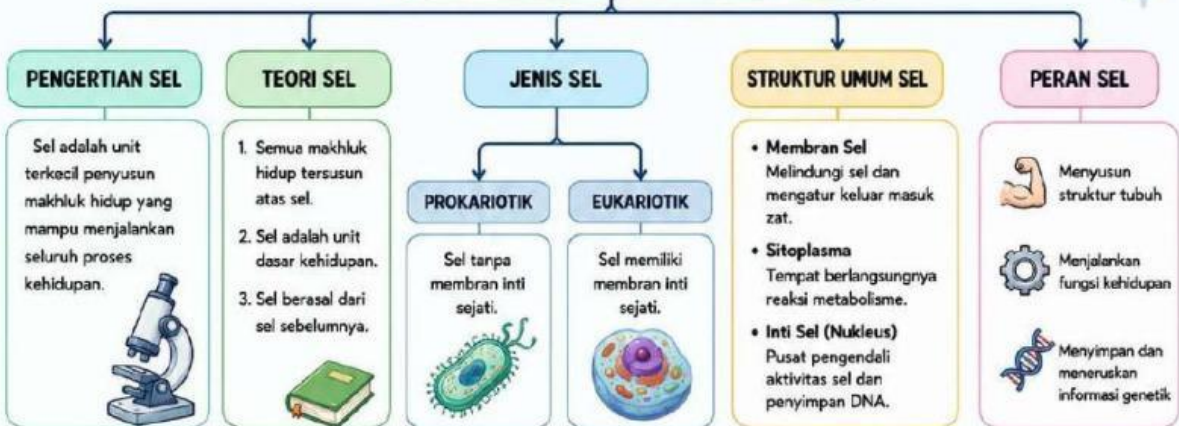 PENGERTIAN SEL
Sel adalah unit
terkecil penyusun
makhluk hidup yang
mampu menjalankan
seluruh proses
kehidupan.
TEORI SEL
1. Semua makhluk
hidup tersusun
atas sel.
2. Sel adalah unit
dasar kehidupan.
3. Sel berasal dari
sel sebelumnya.
JENIS SEL
PROKARIOTIK
Sel tanpa
membran inti
sejati.
EUKARIOTIK
Sel memiliki
membran inti
sejati.
STRUKTUR UMUM SEL
• Membran Sel
Melindungi sel dan
mengatur keluar masuk
zat.
• Sitoplasma
Tempat berlangsungnya
reaksi metabolisme.
• Inti Sel (Nukleus)
Pusat pengendali
aktivitas sel dan
penyimpan DNA.
PERAN SEL
Menyusun
struktur tubuh
Menjalankan
fungsi kehidupan
Menyimpan dan
meneruskan
informasi genetik